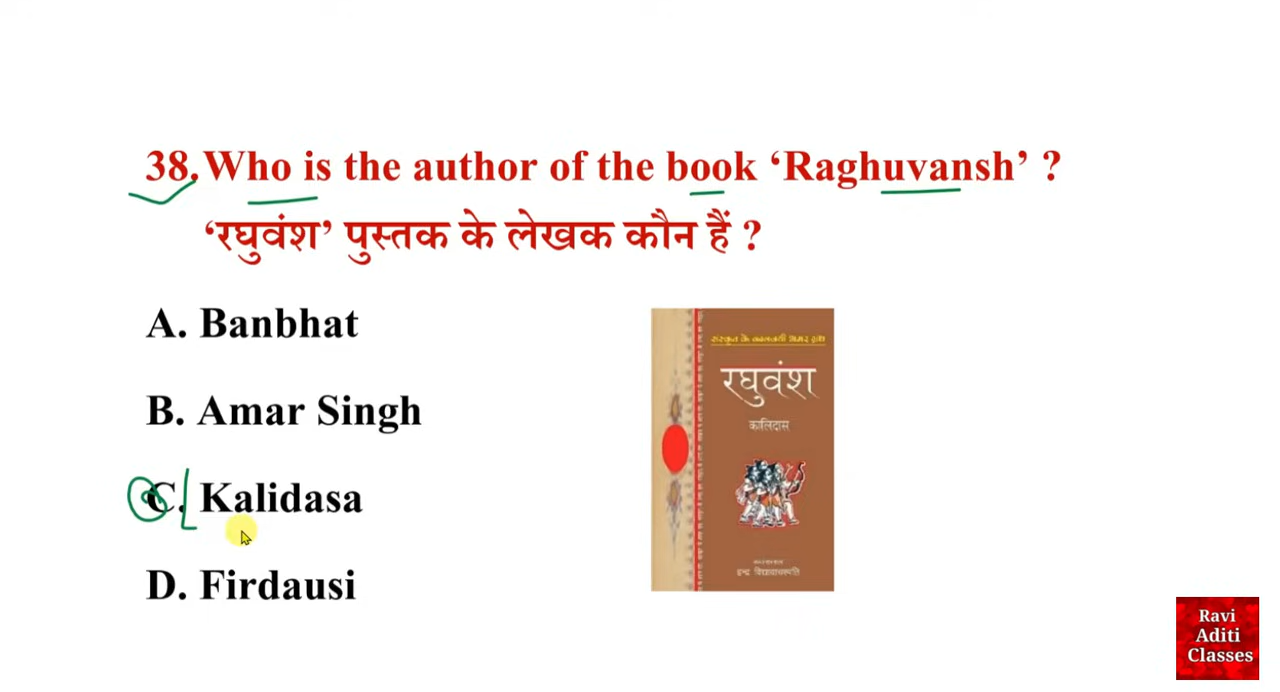 38. Who is the author of the book ‘Raghuvansh’ ?
‘रघुवंश’ पुस्तक के लेखक कौन हैं ?
A. Banbhat
B. Amar Singh
C. Kalidasa
D. Firdausi
संस्कृत के
रघुवंश
कालिदास
Ravi
Aditi
Classes